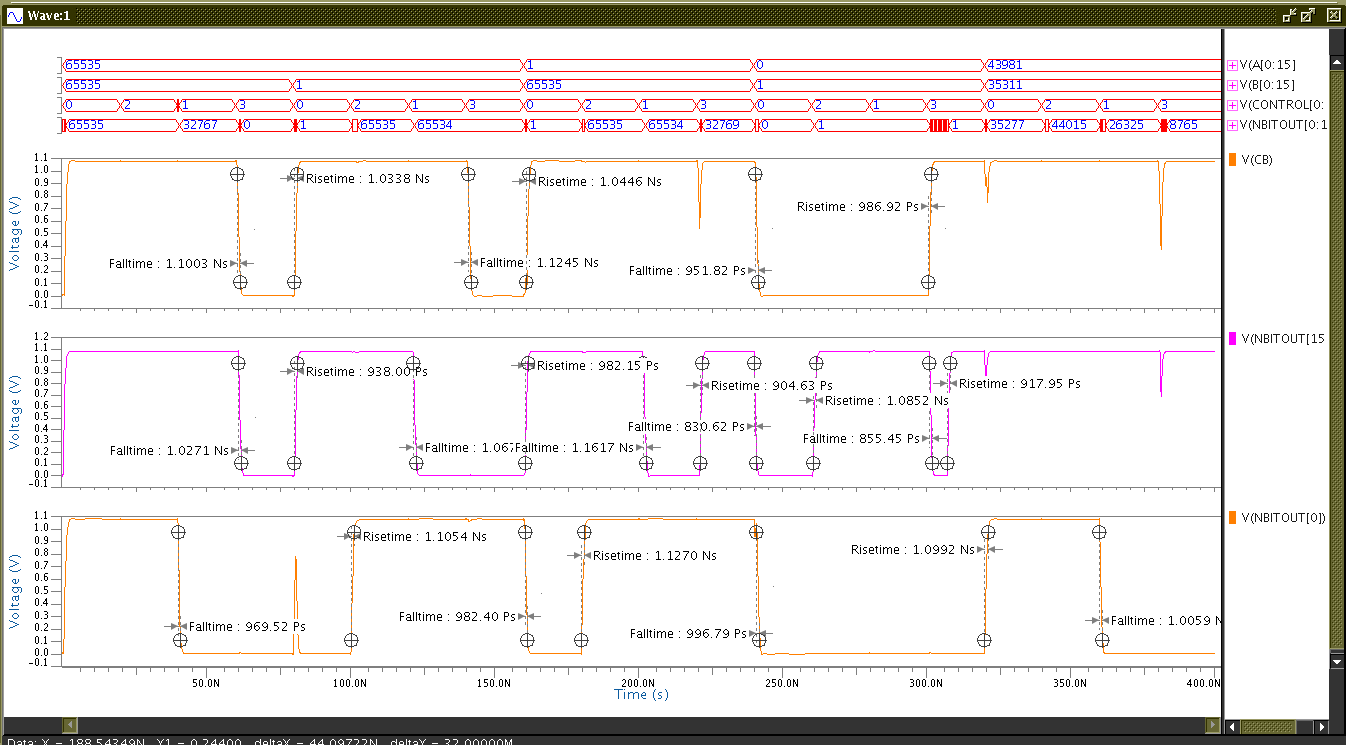 Wave:1
65535 1 0 43981 V(A[0:15]
65535 1 65535 1 35311 V(B[0:15]
0 2 1 3 0 2 1 3 0 2 1 3 0 2 1 3 0 2 1 3 V(CONTROL[0:
65535 32767 0 1 65535 65534 1 65535 65534 32769 0 1 1 35277 44015 26325 8765 V(NBITOUT[0:1
V(CB)
Voltage (V)
1.1
1.0
0.9
0.8
0.7
0.6
0.5
0.4
0.3
0.2
0.1
0.0
-0.1
Risetime : 1.0338 Ns
Risetime : 1.0446 Ns
Risetime : 986.92 Ps
Falltime : 1.1003 Ns
Falltime : 1.1245 Ns
Falltime : 951.82 Ps
V(NBITOUT[15
Voltage (V)
1.2
1.1
1.0
0.9
0.8
0.7
0.6
0.5
0.4
0.3
0.2
0.1
0.0
-0.1
Risetime : 938.00 Ps
Risetime : 982.15 Ps
Risetime : 904.63 Ps
Risetime : 917.95 Ps
Risetime : 1.0852 Ns
Falltime : 830.62 Ps
Falltime : 855.45 Ps
Falltime : 1.0271 Ns
Falltime : 1.067
Falltime : 1.1617 Ns
V(NBITOUT[0])
Voltage (V)
1.1
1.0
0.9
0.8
0.7
0.6
0.5
0.4
0.3
0.2
0.1
0.0
-0.1
Risetime : 1.1054 Ns
Risetime : 1.1270 Ns
Risetime : 1.0992 Ns
Falltime : 969.52 Ps
Falltime : 982.40 Ps
Falltime : 996.79 Ps
Falltime : 1.0059 N
50.0N 100.0N 150.0N 200.0N 250.0N 300.0N 350.0N 400.0N
Time (s)
Data: X = 188.54349N Y1 = 0.24400 deltaX = 44.09722N deltaY = 32.00000M